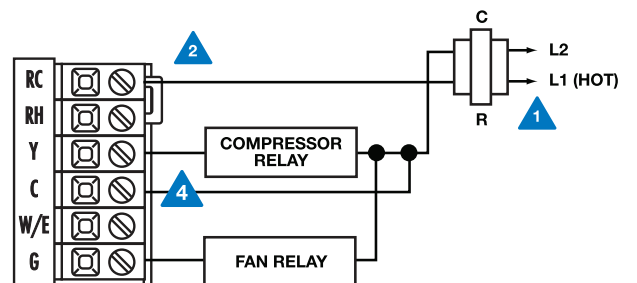 C
2
L2
RC
L1 (HOT)
RH
R
1
Y
COMPRESSOR
RELAY
C
4
W/E
G
FAN RELAY